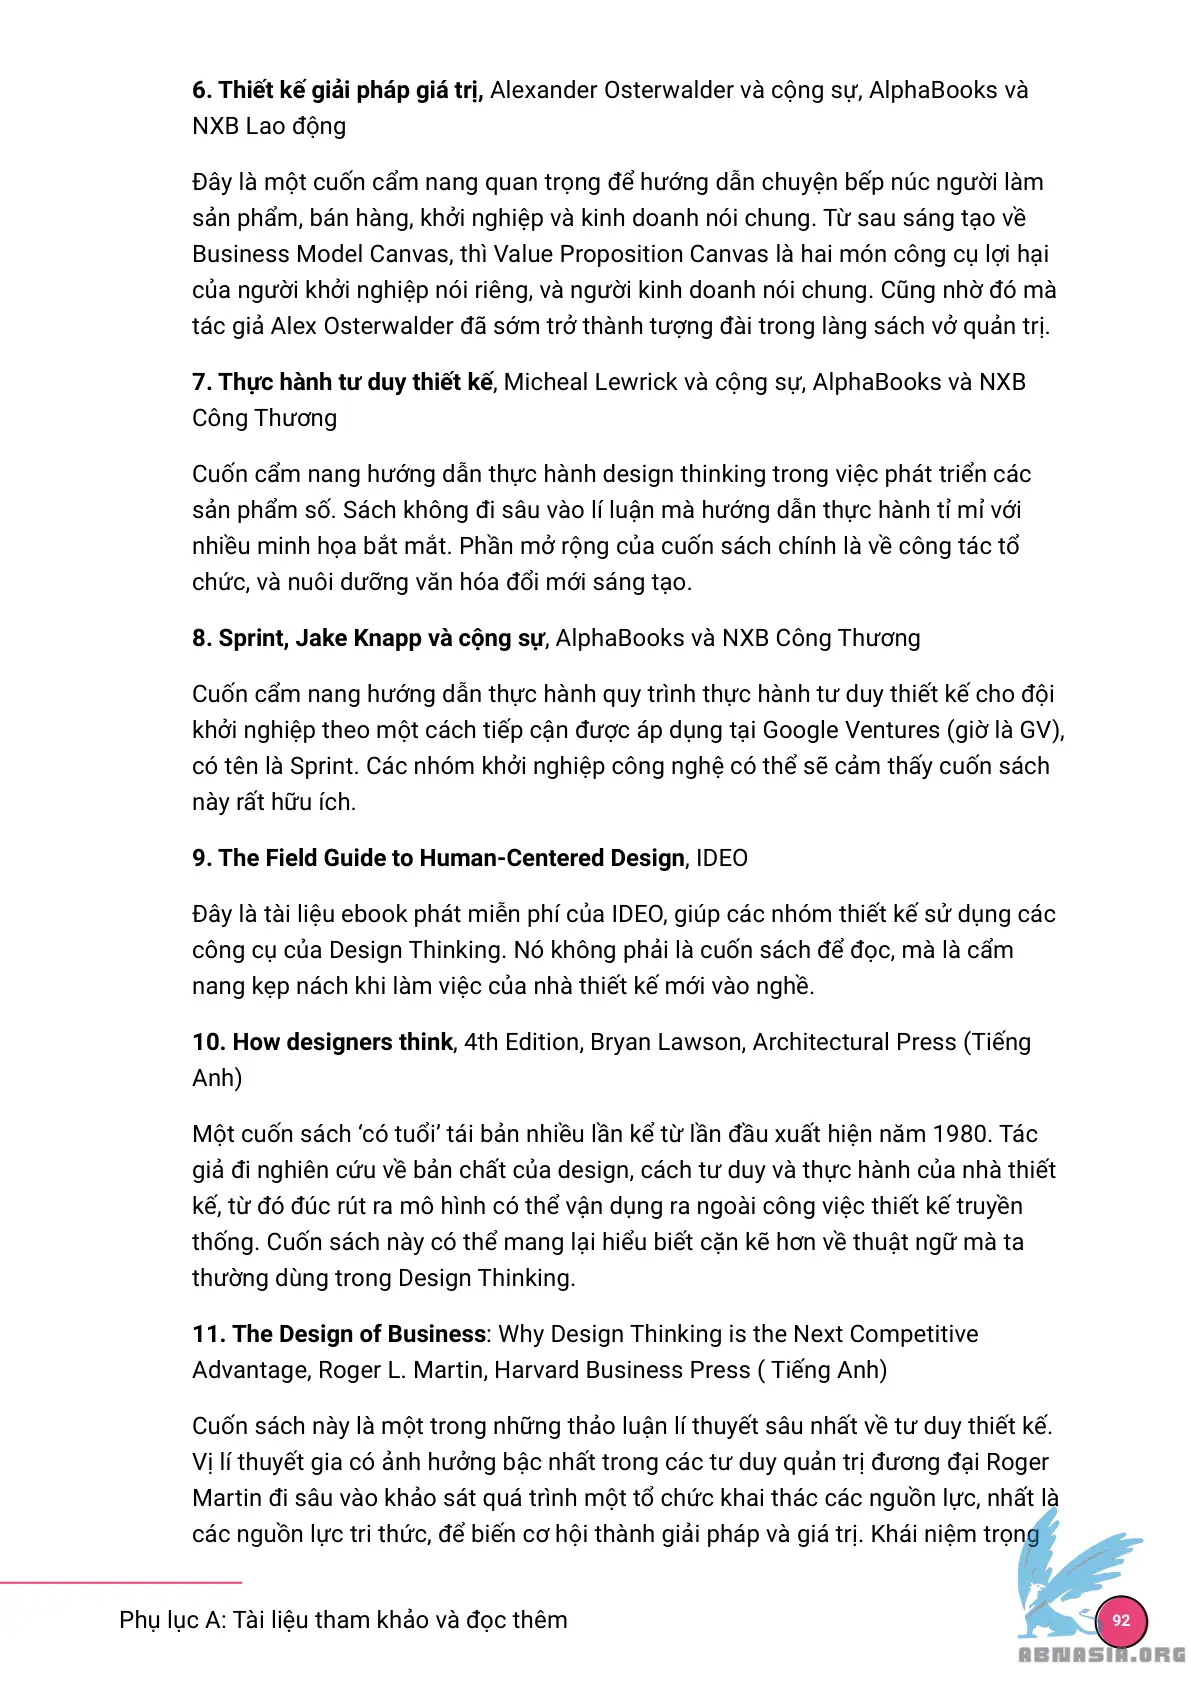 6. Thiết kế giải pháp giá trị, Alexander Osterwalder và cộng sự, AlphaBooks và
NXB Lao động
Đây là một cuốn cẩm nang quan trọng để hướng dẫn chuyện bếp núc người làm
sản phẩm, bán hàng, khởi nghiệp và kinh doanh nói chung. Từ sau sáng tạo về
Business Model Canvas, thì Value Proposition Canvas là hai món công cụ lợi hại
của người khởi nghiệp nói riêng, và người kinh doanh nói chung. Cũng nhờ đó mà
tác giả Alex Osterwalder đã sớm trở thành tượng đài trong làng sách vở quản trị.
7. Thực hành tư duy thiết kế, Micheal Lewrick và cộng sự, AlphaBooks và NXB
Công Thương
Cuốn cẩm nang hướng dẫn thực hành design thinking trong việc phát triển các
sản phẩm số. Sách không đi sâu vào lí luận mà hướng dẫn thực hành tỉ mỉ với
nhiều minh họa bắt mắt. Phần mở rộng của cuốn sách chính là về công tác tổ
chức, và nuôi dưỡng văn hóa đổi mới sáng tạo.
8. Sprint, Jake Knapp và cộng sự, AlphaBooks và NXB Công Thương
Cuốn cẩm nang hướng dẫn thực hành quy trình thực hành tư duy thiết kế cho đội
khởi nghiệp theo một cách tiếp cận được áp dụng tại Google Ventures (giờ là GV),
có tên là Sprint. Các nhóm khởi nghiệp công nghệ có thể sẽ cảm thấy cuốn sách
này rất hữu ích.
9. The Field Guide to Human-Centered Design, IDEO
Đây là tài liệu ebook phát miễn phí của IDEO, giúp các nhóm thiết kế sử dụng các
công cụ của Design Thinking. Nó không phải là cuốn sách để đọc, mà là cẩm
nang kẹp nách khi làm việc của nhà thiết kế mới vào nghề.
10. How designers think, 4th Edition, Bryan Lawson, Architectural Press (Tiếng
Anh)
Một cuốn sách ‘có tuổi’ tái bản nhiều lần kể từ lần đầu xuất hiện năm 1980. Tác
giả đi nghiên cứu về bản chất của design, cách tư duy và thực hành của nhà thiết
kế, từ đó đúc rút ra mô hình có thể vận dụng ra ngoài công việc thiết kế truyền
thống. Cuốn sách này có thể mang lại hiểu biết cặn kẽ hơn về thuật ngữ mà ta
thường dùng trong Design Thinking.
11. The Design of Business: Why Design Thinking is the Next Competitive
Advantage, Roger L. Martin, Harvard Business Press ( Tiếng Anh)
Cuốn sách này là một trong những thảo luận lí thuyết sâu nhất về tư duy thiết kế.
Vị lí thuyết gia có ảnh hưởng bậc nhất trong các tư duy quản trị đương đại Roger
Martin đi sâu vào khảo sát quá trình một tổ chức khai thác các nguồn lực, nhất là
các nguồn lực tri thức, để biến cơ hội thành giải pháp và giá trị. Khái niệm trọng
Phụ lục A: Tài liệu tham khảo và đọc thêm
92
ABNASIA.ORG